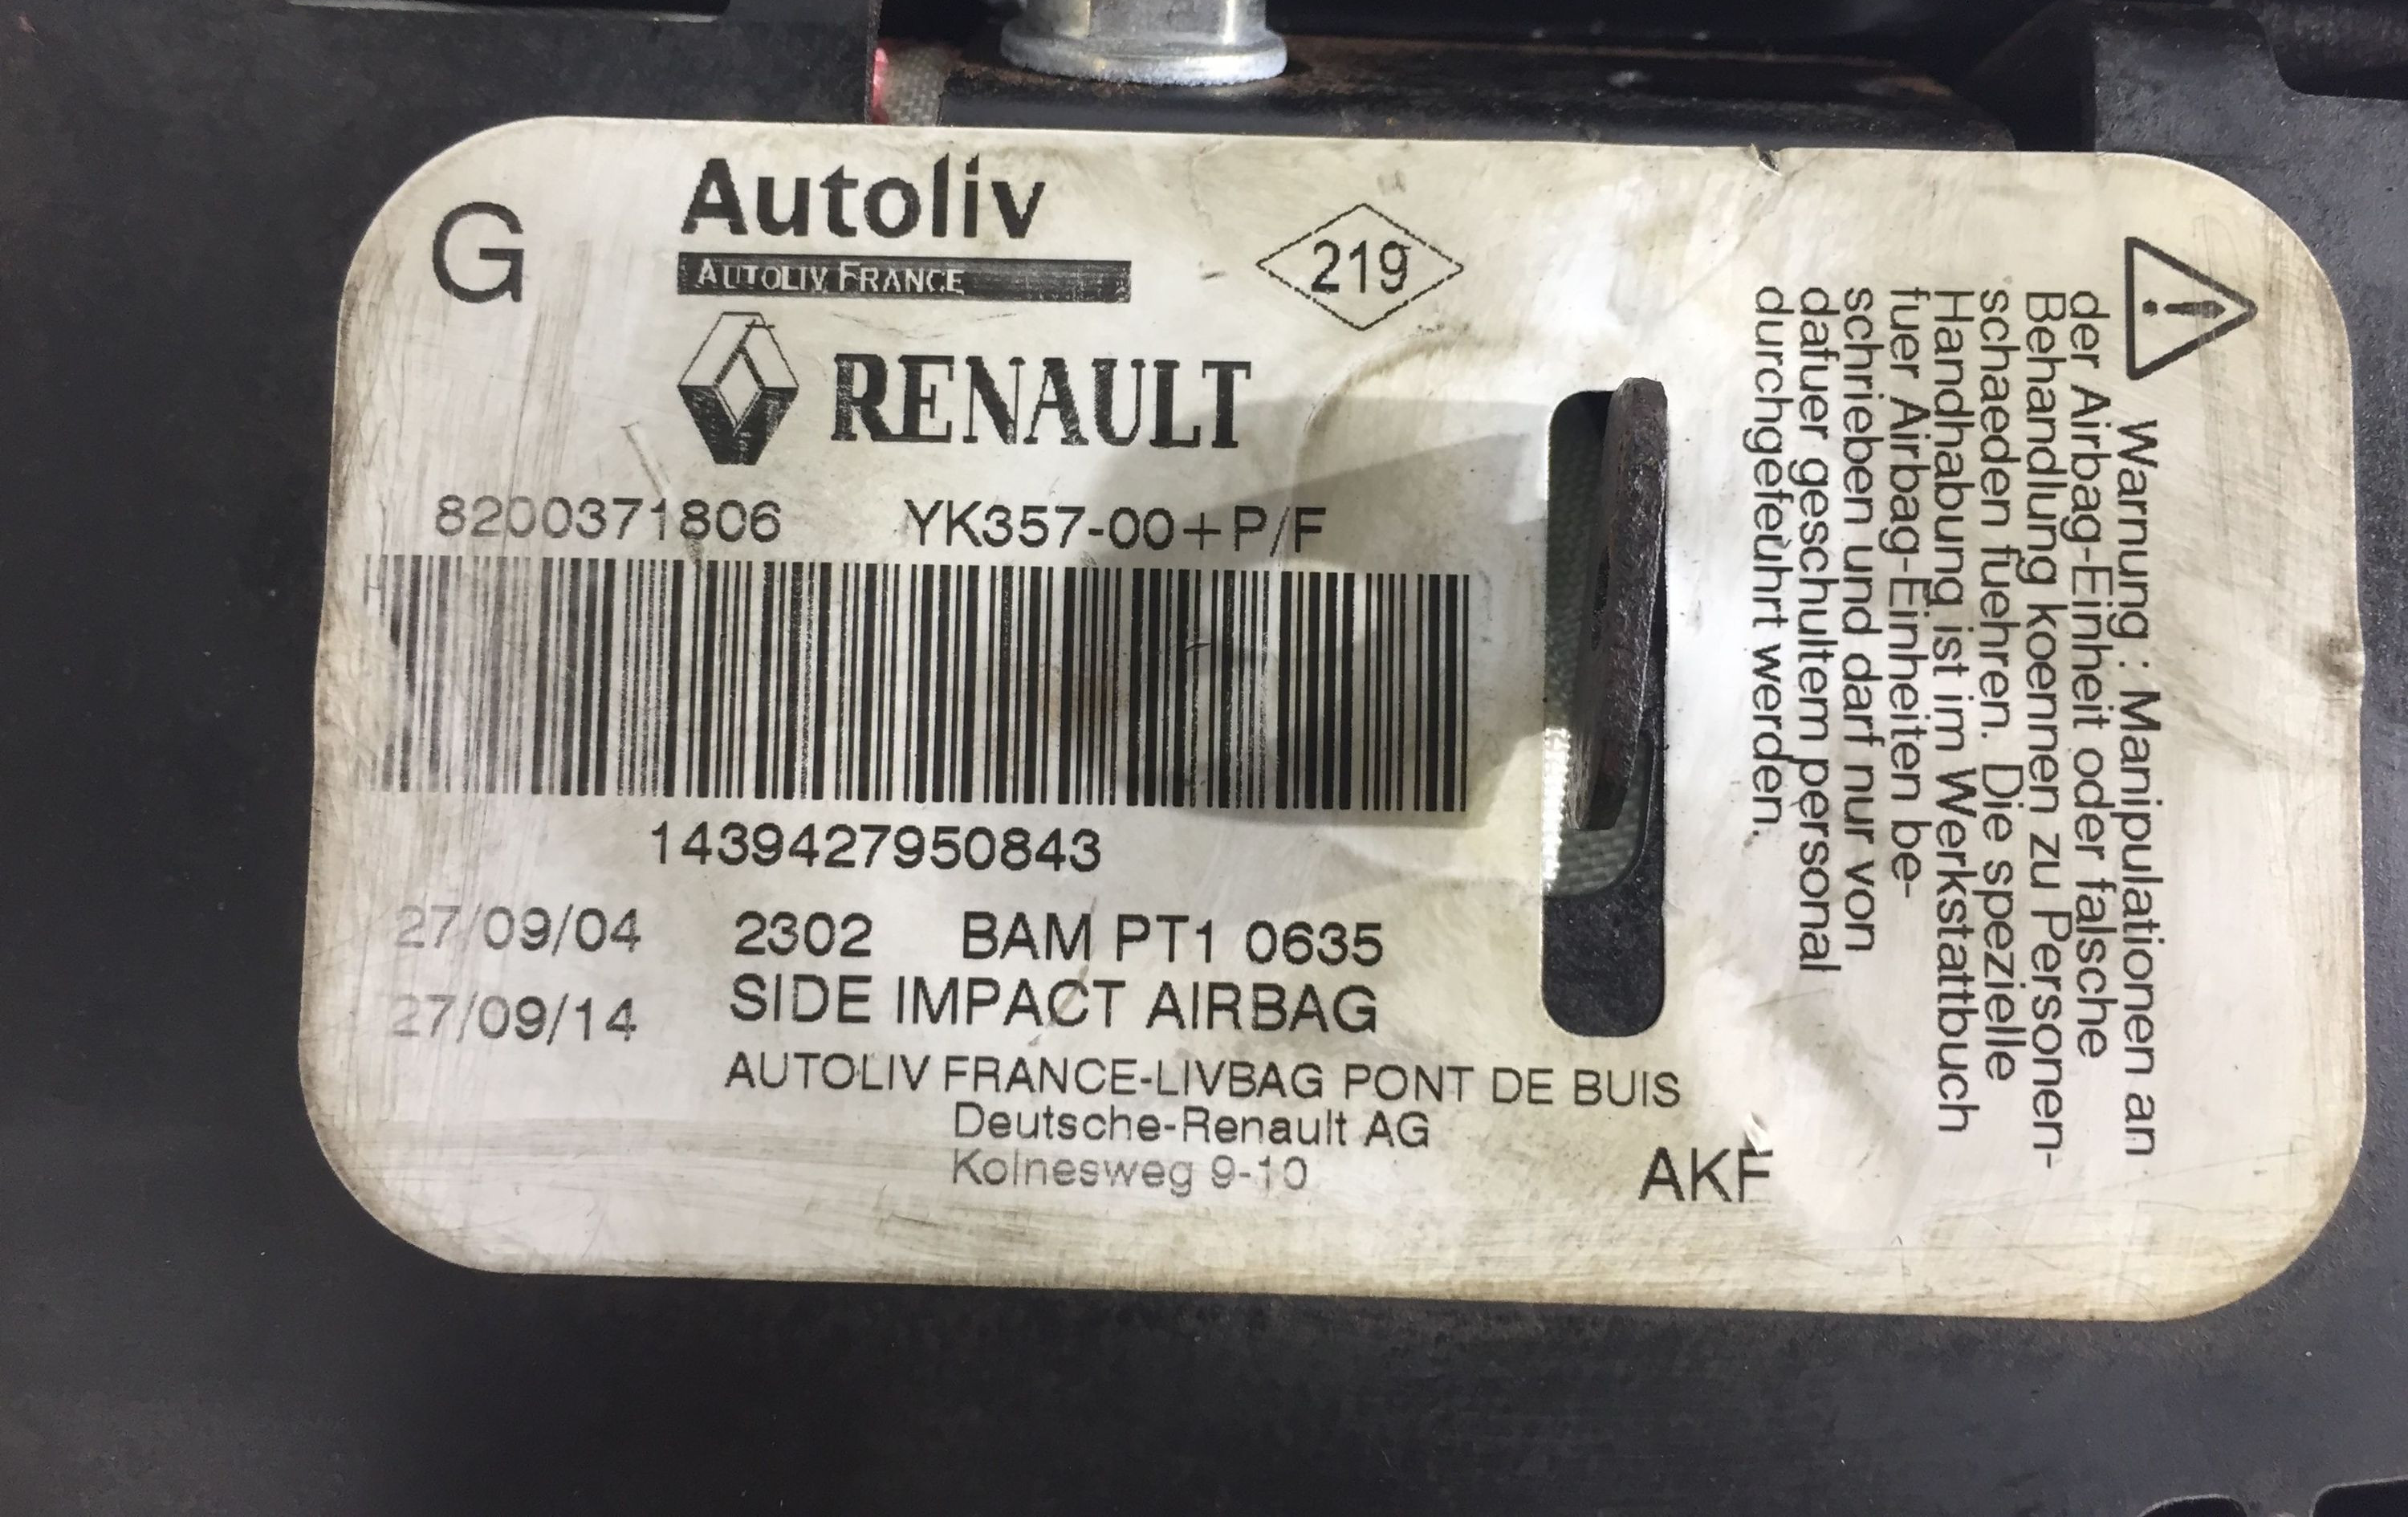 G
Autoliv
AUTOLIV FRANCE
219
RENAULT
8200371806 YK357-00+P/F
1439427950843
27/09/04 2302 BAM PT1 0635
27/09/14 SIDE IMPACT AIRBAG
AUTOLIV FRANCE-LIVBAG PONT DE BUIS
Deutsche-Renault AG
Kolnesweg 9-10
AKF
Warnung : Manipulationen an
der Airbag-Einheit oder falsche
Behandlung koennen zu Personen-
schaeden fuehren. Die spezielle
Handhabung ist im Werkstattbuch
fuer Airbag-Einheiten be-
schrieben und darf nur von
dafuer geschultem personal
durchgefeuhrt werden.